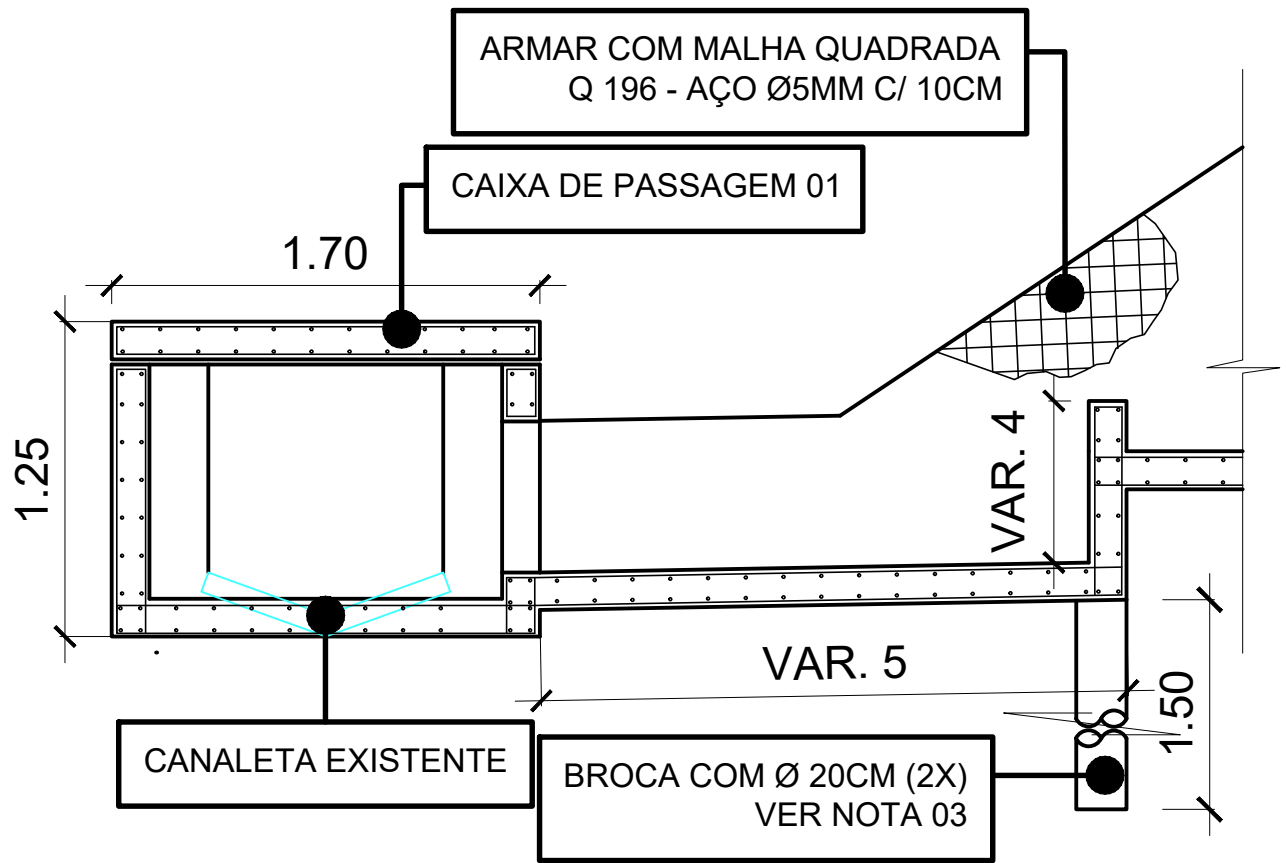 ARMAR COM MALHA QUADRADA
Q 196 - AÇO Ø5MM C/ 10CM
CAIXA DE PASSAGEM 01
1.70
1.25
VAR. 4
VAR. 5
1.50
CANALETA EXISTENTE
BROCA COM Ø 20CM (2X)
VER NOTA 03